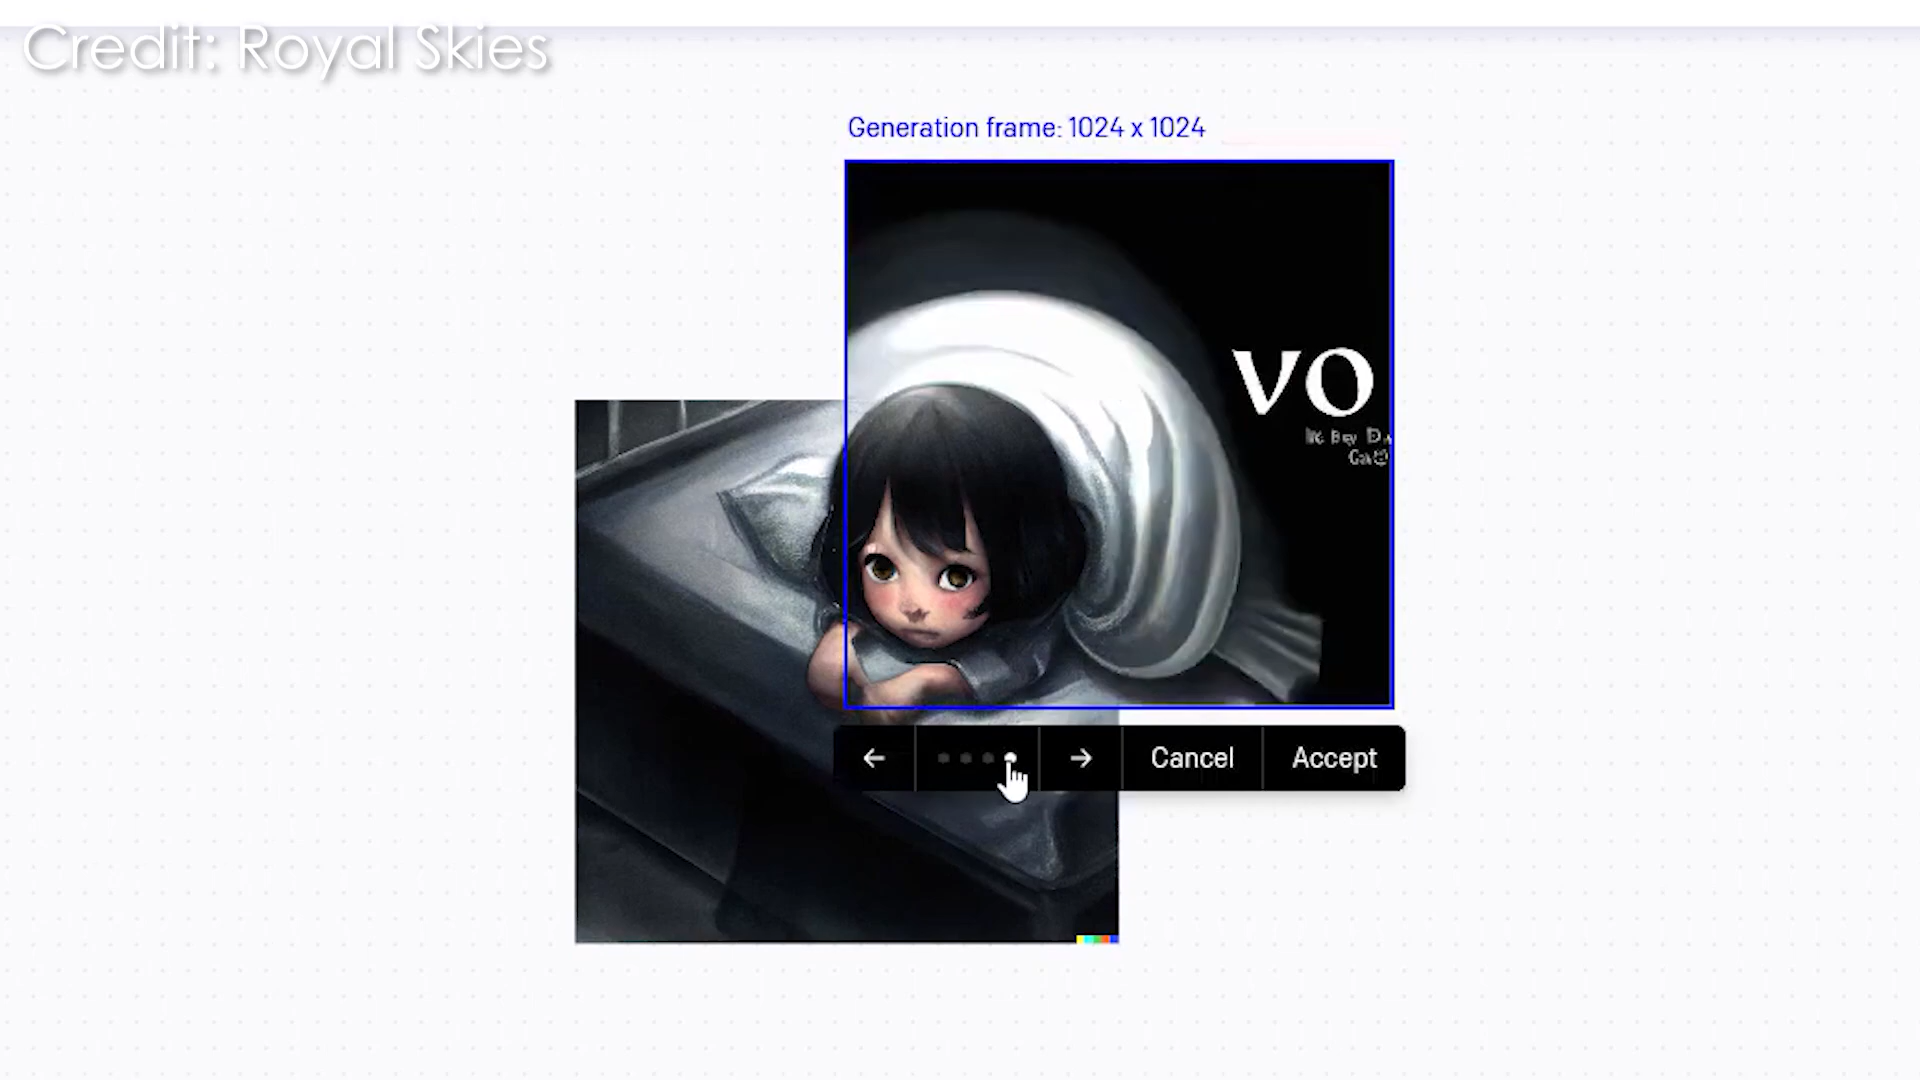 Credit: Royal Skies
Generation frame: 1024 x 1024
VO
Cancel
Accept